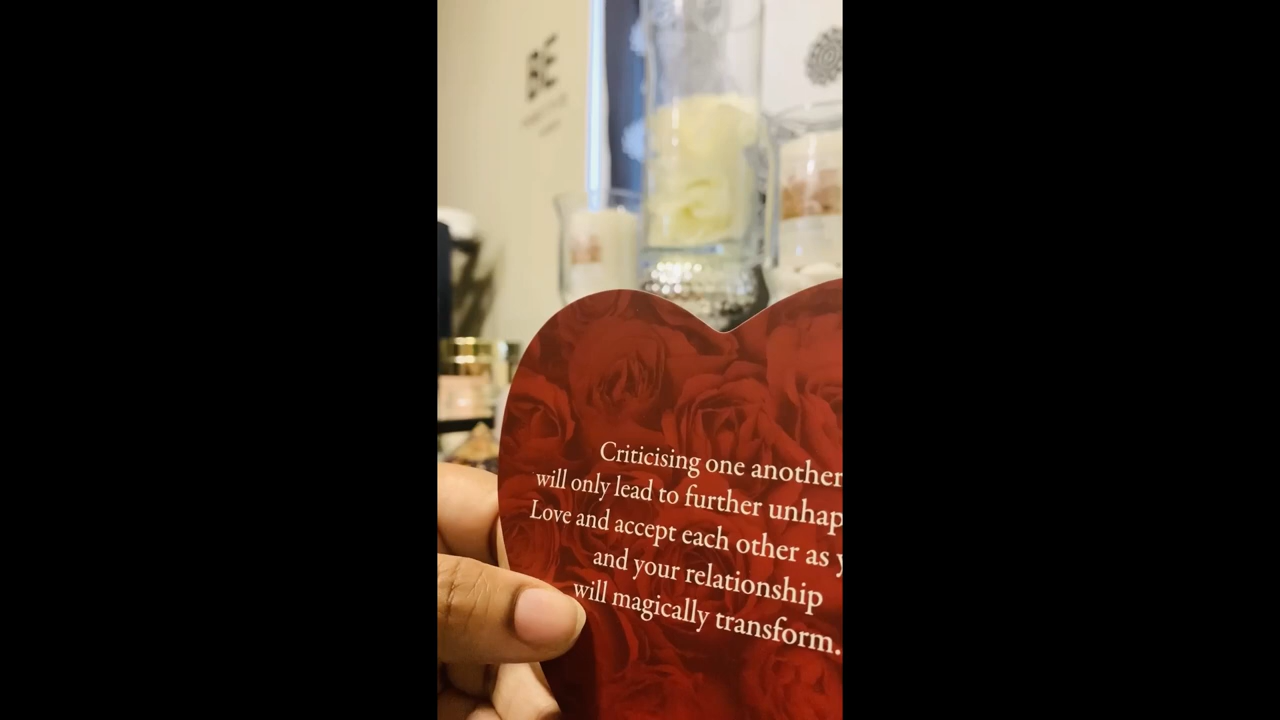 BE
Criticising one another
will only lead to further unhap
Love and accept each other as y
and your relationship
will magically transform.